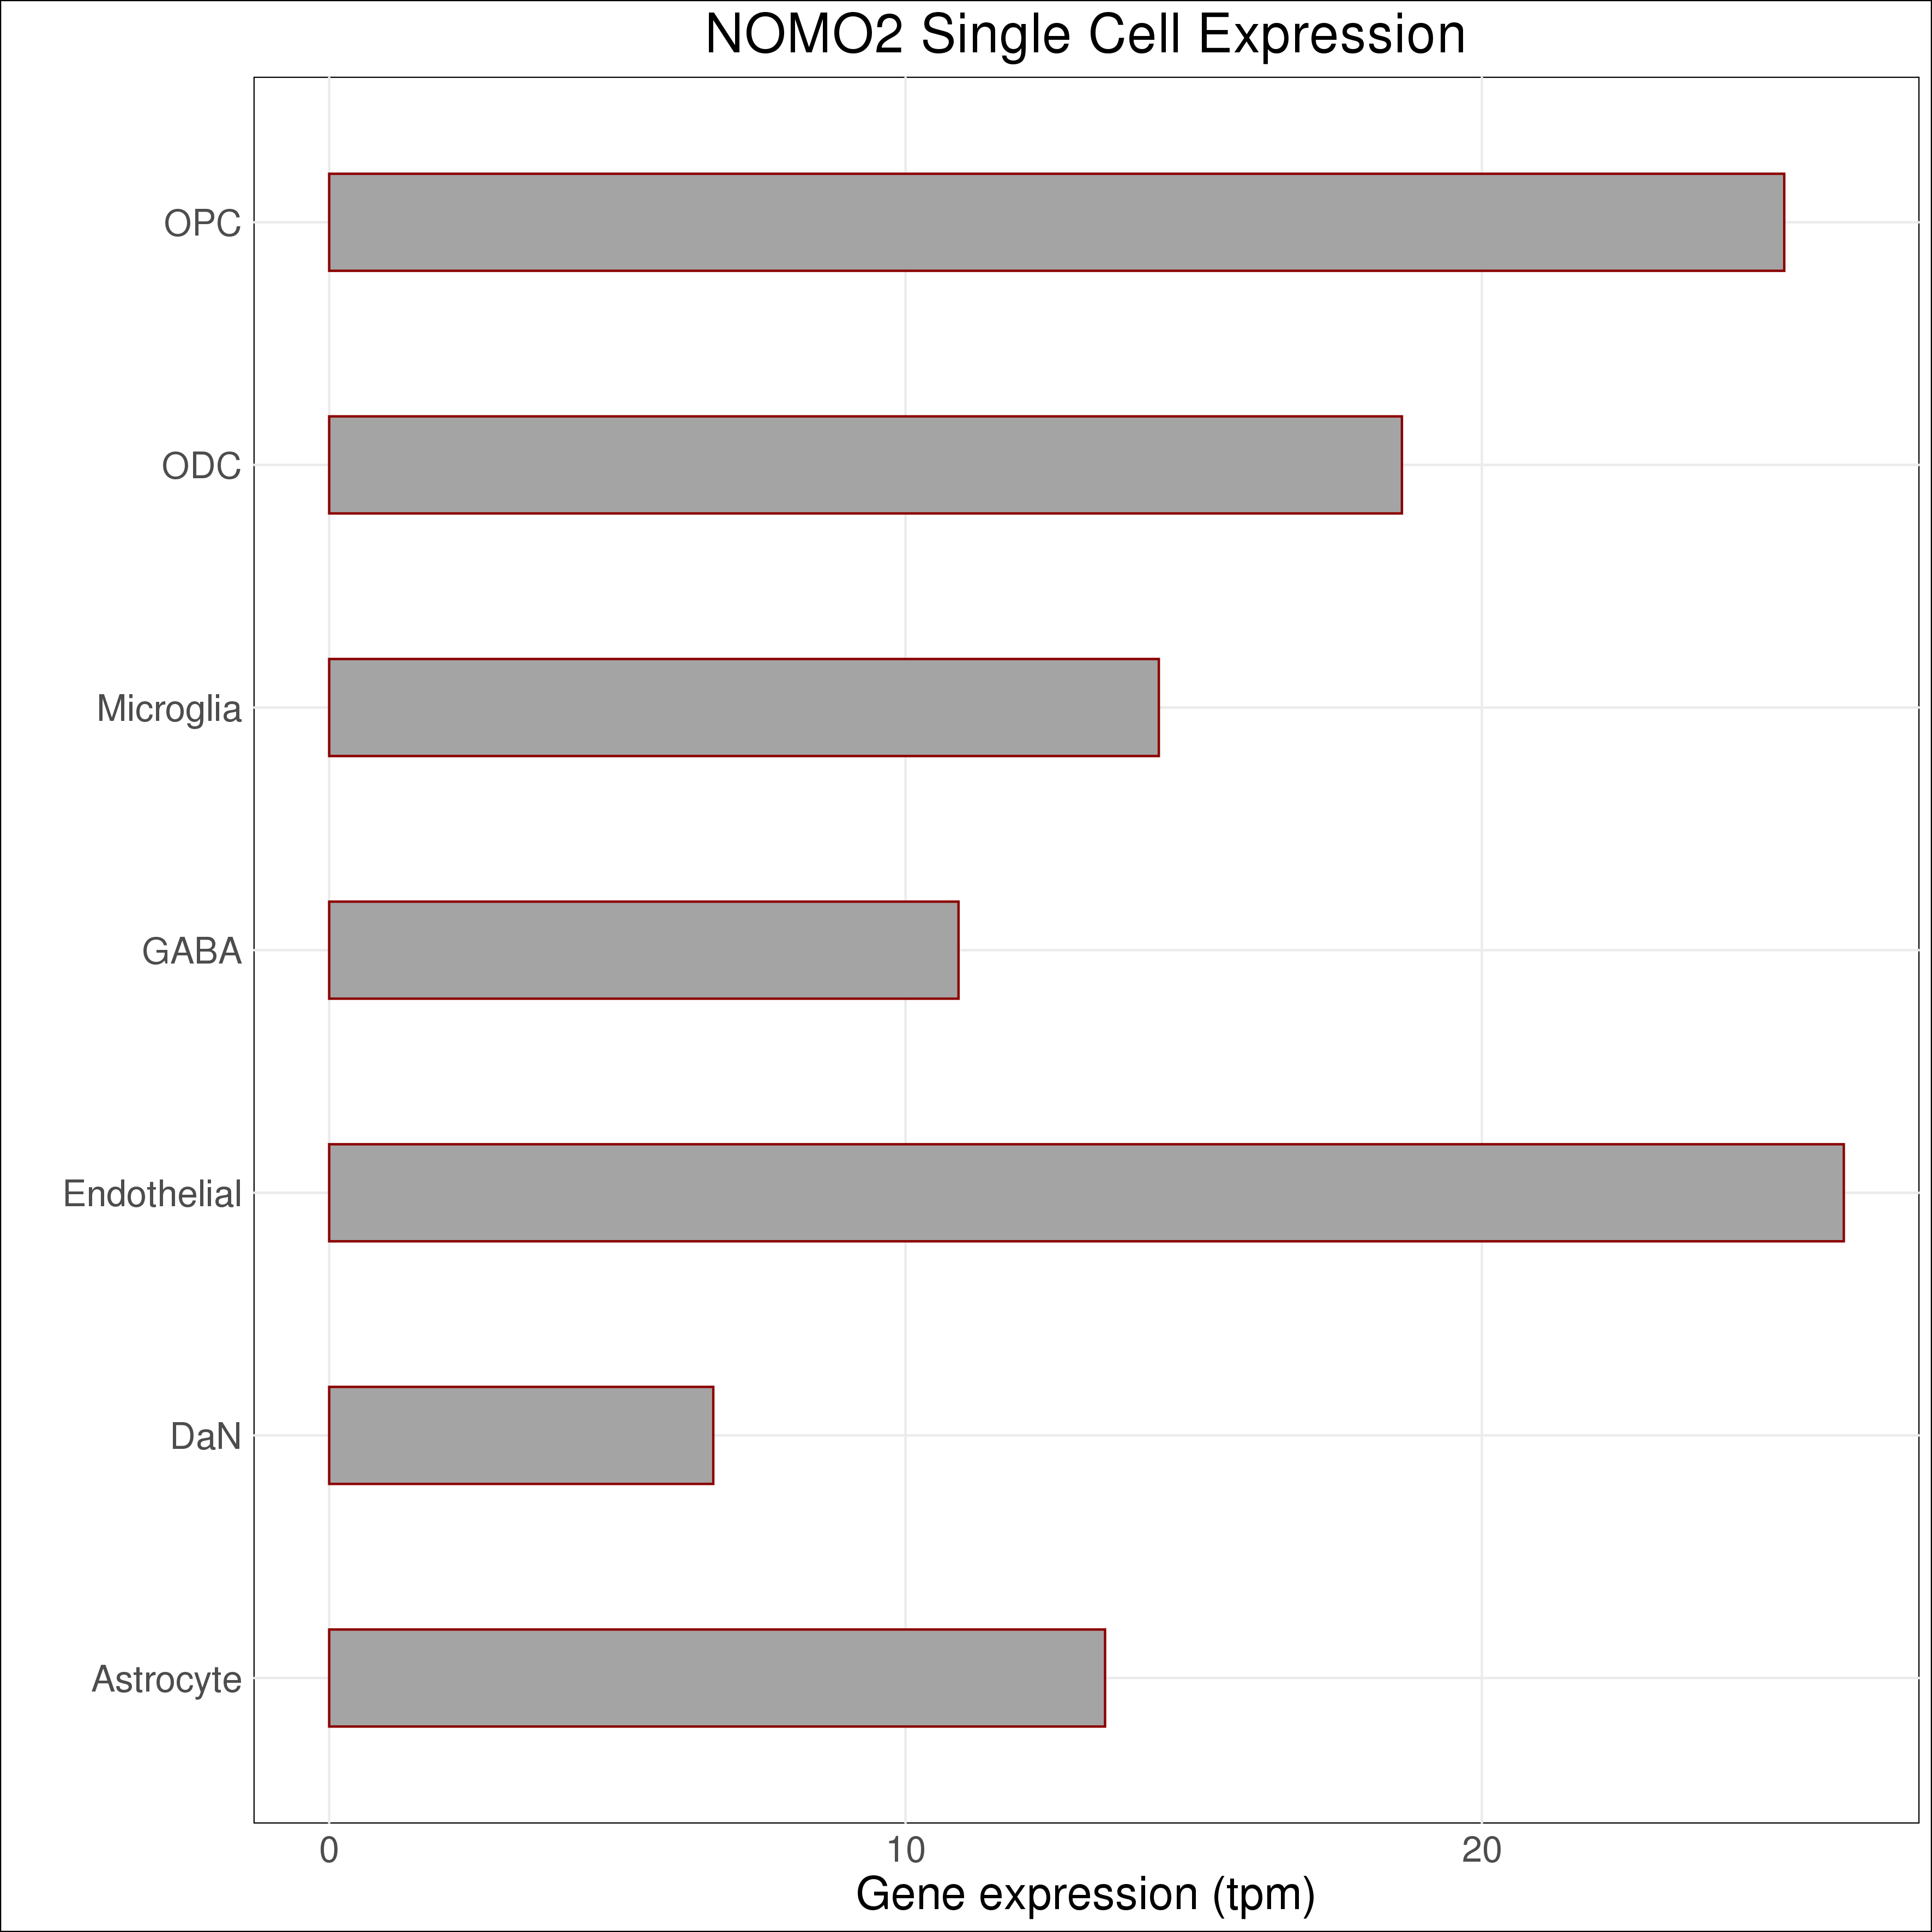 NOMO2 Single Cell Expression
OPC
ODC
Microglia
GABA
Endothelial
DaN
Astrocyte
0 10 20
Gene expression (tpm)